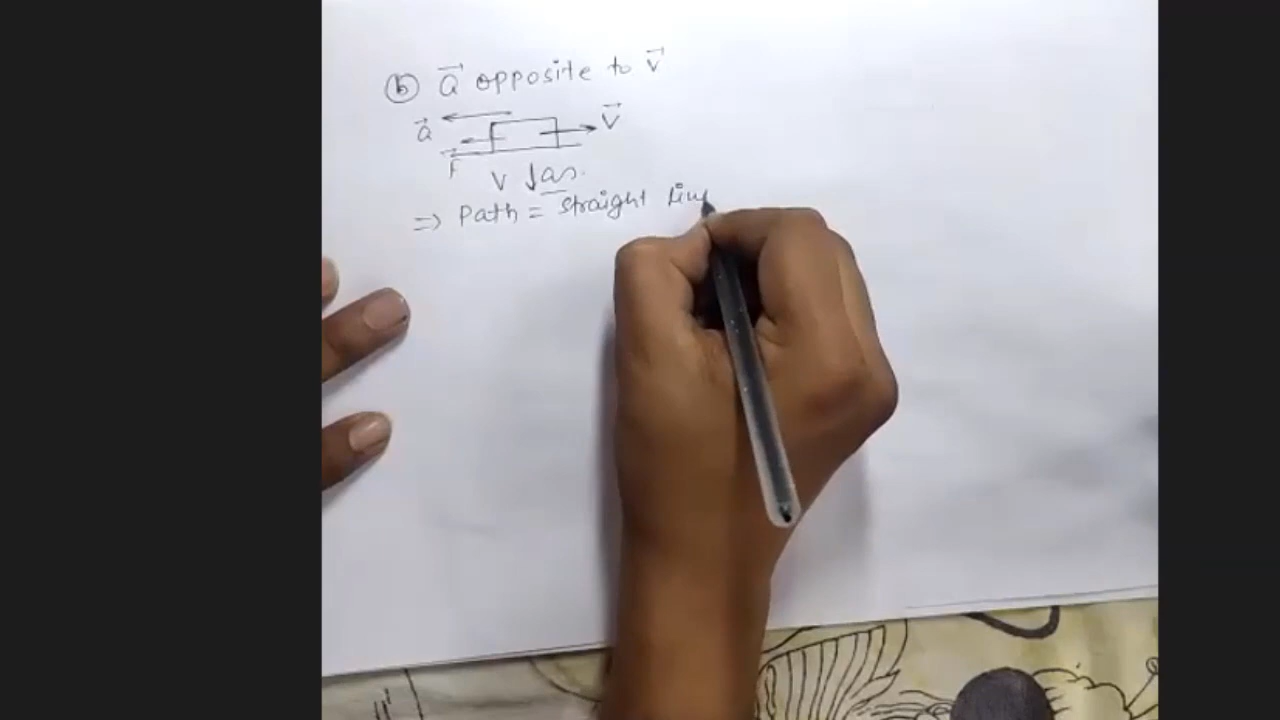 ⓑ a⃗ opposite to v⃗
a⃗ v⃗
F
V ↓as.
⇒ Path = straight line